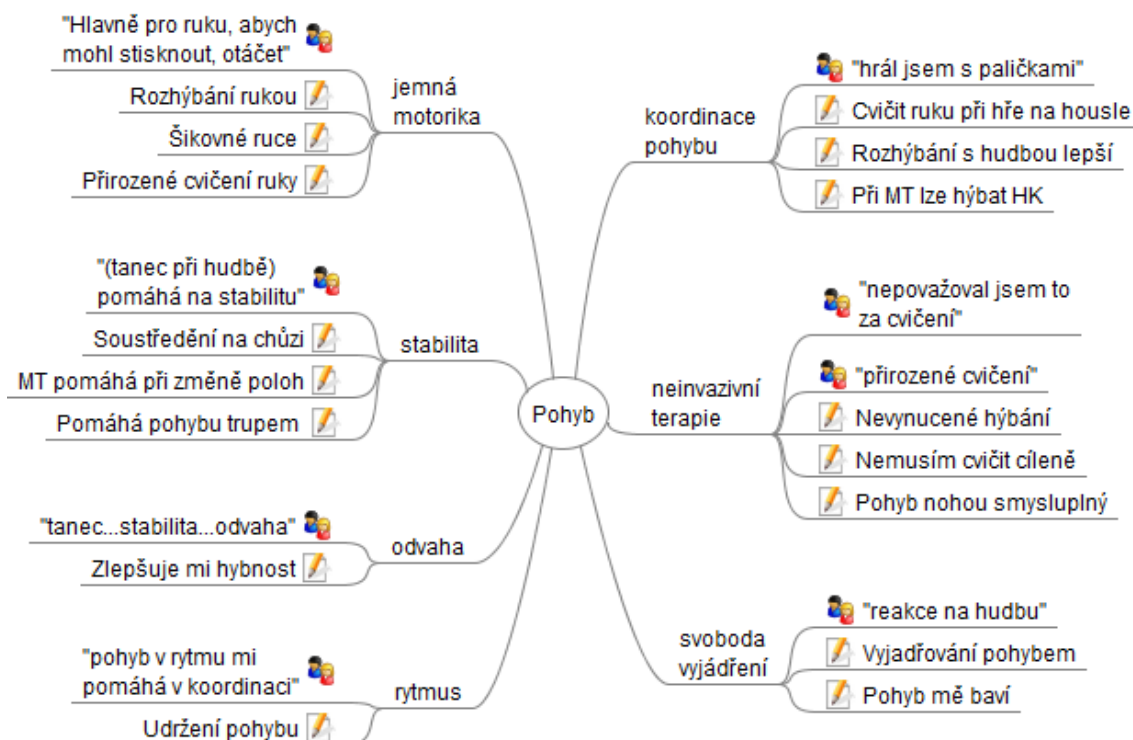 "Hlavně pro ruku, abych
mohl stisknout, otáčet"
Rozhýbání rukou
Šikovné ruce
Přirozené cvičení ruky
jemná
motorika
"(tanec při hudbě)
pomáhá na stabilitu"
Soustředění na chůzi
MT pomáhá při změně poloh
Pomáhá pohybu trupem
stabilita
"tanec...stabilita...odvaha"
Zlepšuje mi hybnost
odvaha
"pohyb v rytmu mi
pomáhá v koordinaci"
Udržení pohybu
rytmus
Pohyb
koordinace
pohybu
"hrál jsem s paličkami"
Cvičit ruku při hře na housle
Rozhýbání s hudbou lepší
Při MT lze hýbat HK
neinvazivní
terapie
"nepovažoval jsem to
za cvičení"
"přirozené cvičení"
Nevynucené hýbání
Nemusím cvičit cíleně
Pohyb nohou smysluplný
svoboda
vyjádření
"reakce na hudbu"
Vyjadřování pohybem
Pohyb mě baví